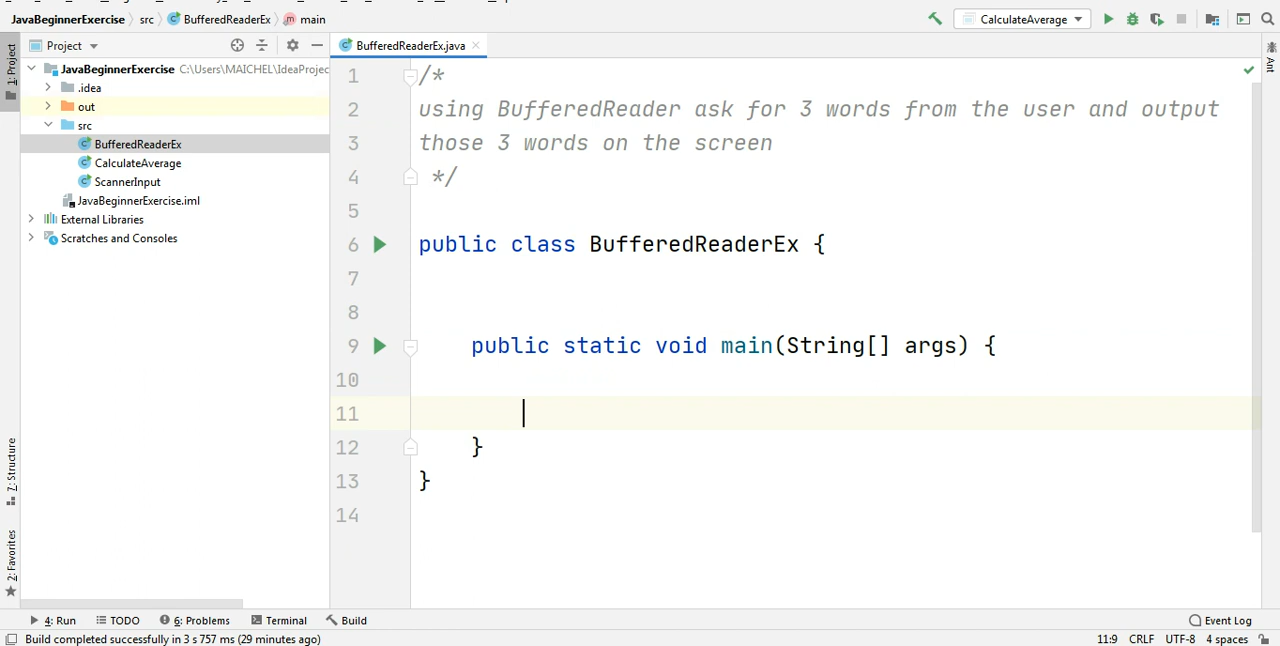 JavaBeginnerExercise src BufferedReaderEx main CalculateAverage
Project BufferedReaderEx.java
1: Project
Ant
JavaBeginnerExercise C:\Users\MAICHEL\IdeaProjec
.idea
out
src
BufferedReaderEx
CalculateAverage
ScannerInput
JavaBeginnerExercise.iml
External Libraries
Scratches and Consoles
7: Structure
2: Favorites
1 /*
2 using BufferedReader ask for 3 words from the user and output
3 those 3 words on the screen
4 */
5
6 public class BufferedReaderEx {
7
8
9 public static void main(String[] args) {
10
11
12 }
13 }
14
4: Run TODO 6: Problems Terminal Build Event Log
Build completed successfully in 3 s 757 ms (29 minutes ago) 11:9 CRLF UTF-8 4 spaces